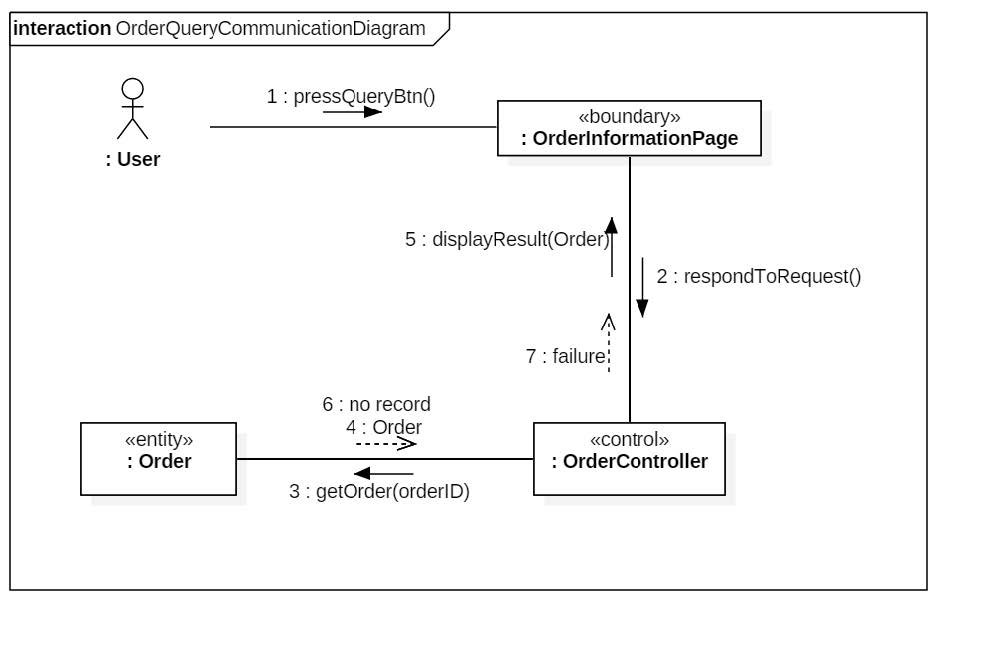 interaction OrderQueryCommunicationDiagram
1 : pressQueryBtn()
«boundary»
: OrderInformationPage
: User
5 : displayResult(Order)
2 : respondToRequest()
7 : failure
6 : no record
4 : Order
«entity»
: Order
«control»
: OrderController
3 : getOrder(orderID)